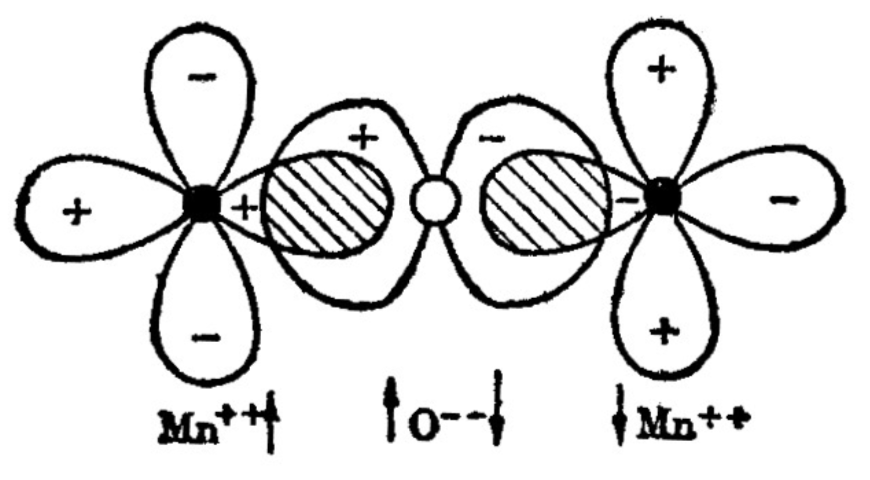 − +
+ −
+ + − −
− +
Mn++ ↑ ↑ O−− ↓ ↓ Mn++